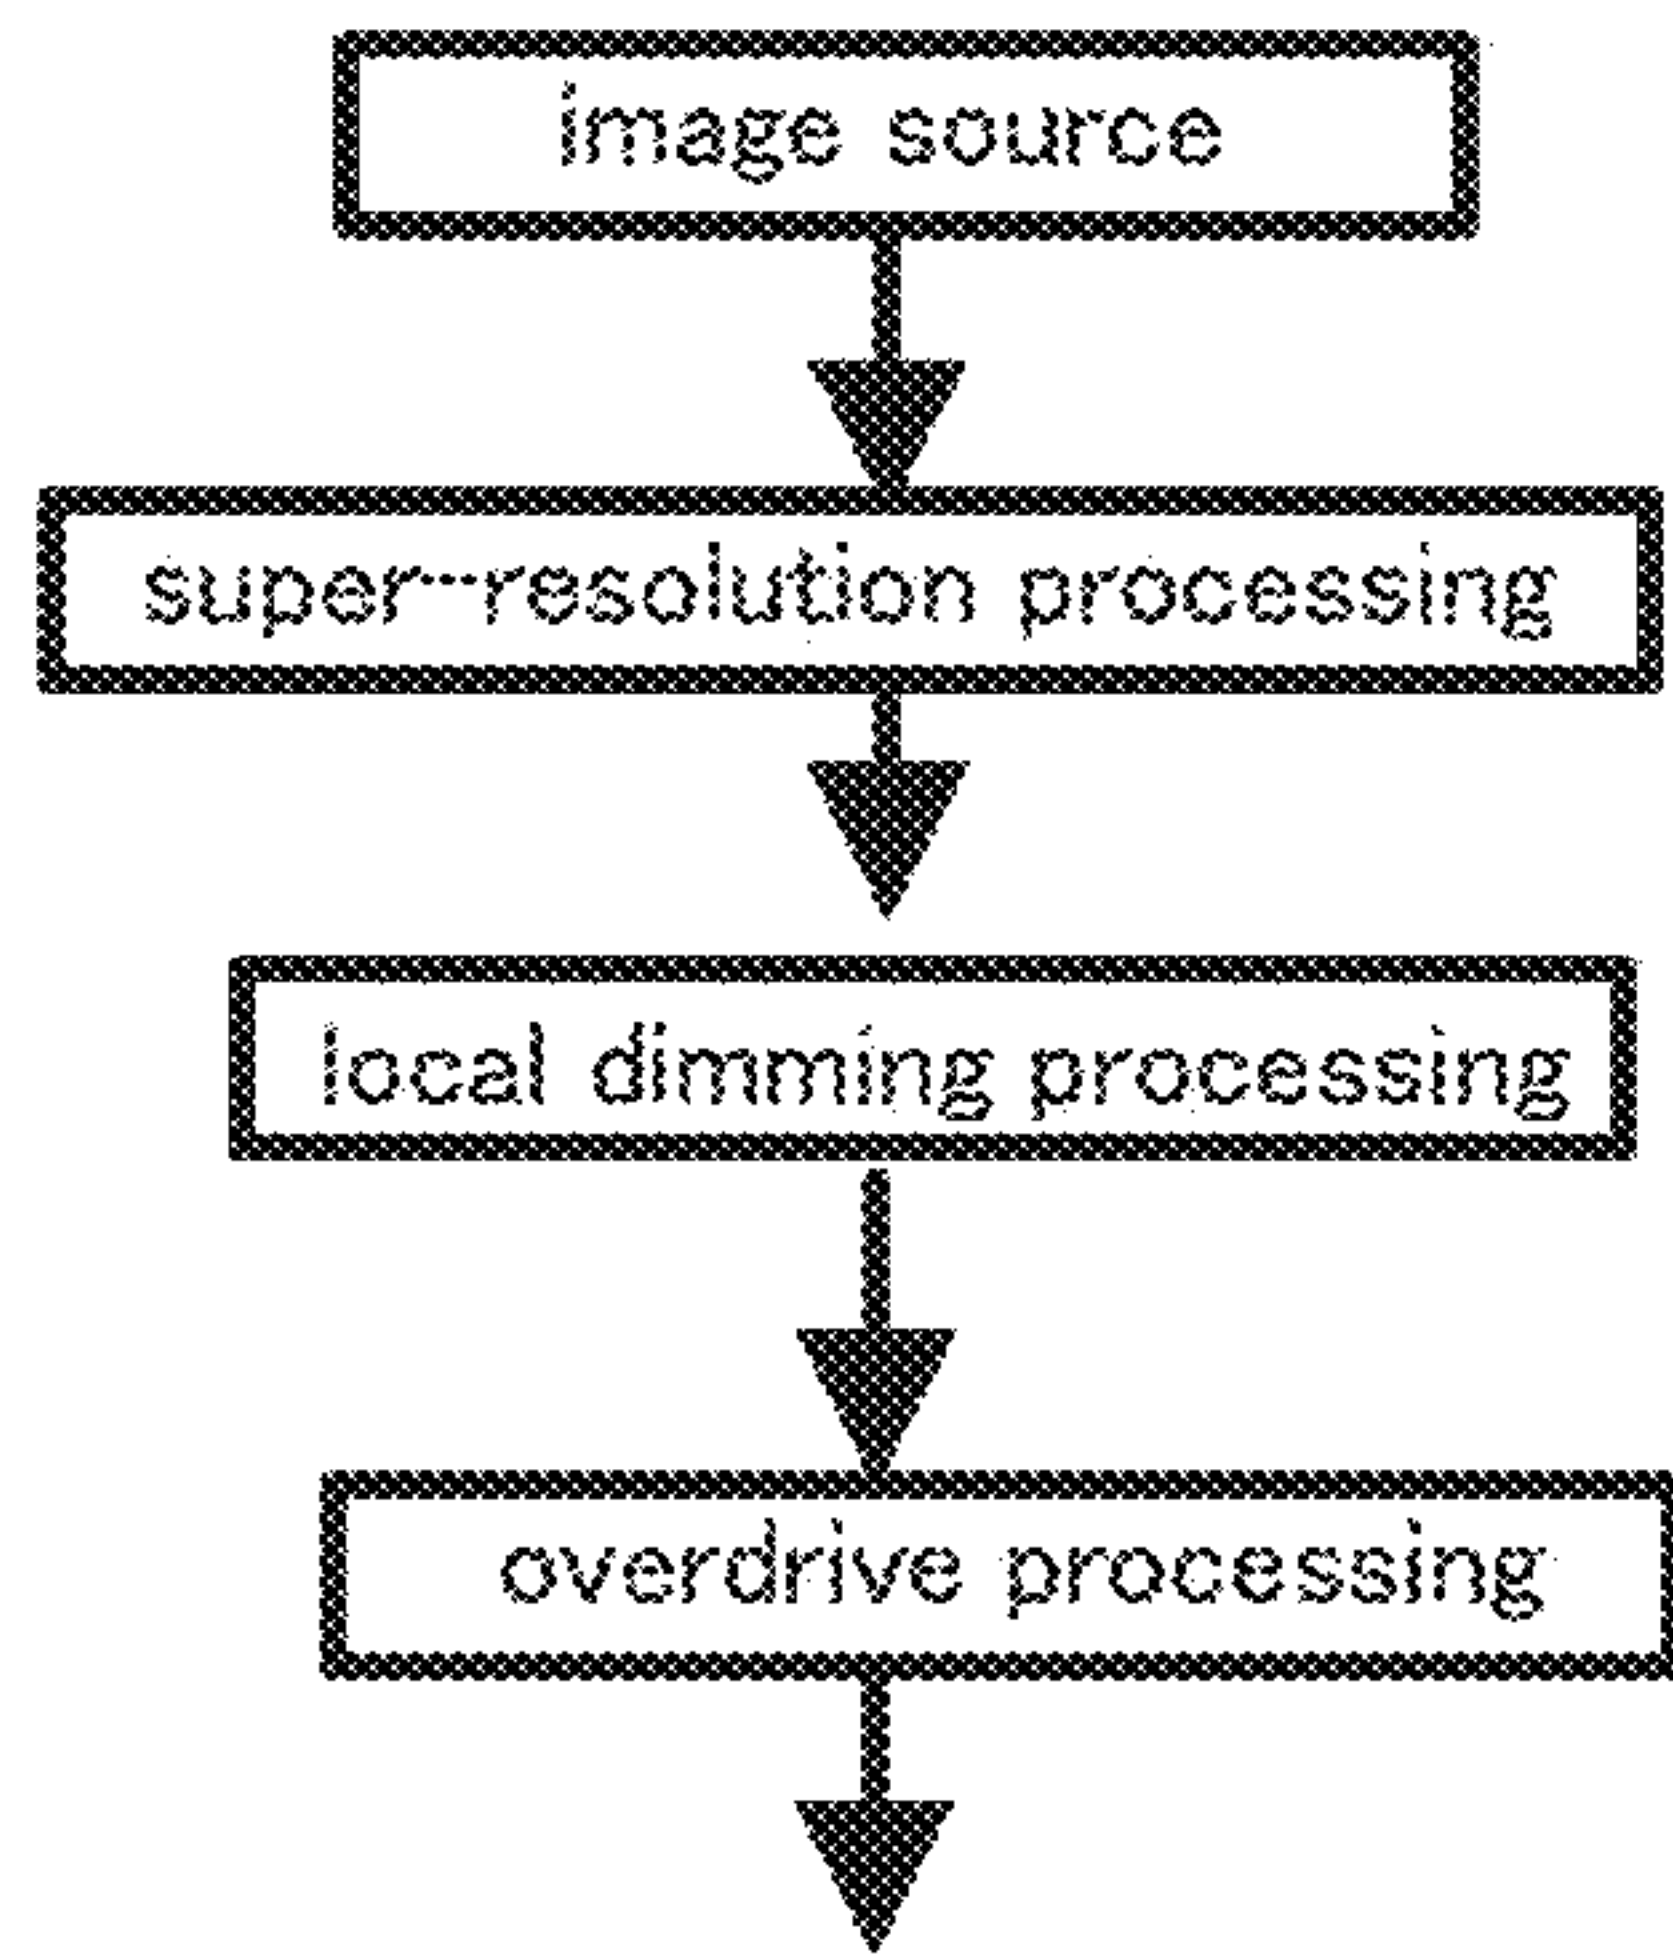 image source
super-resolution processing
local dimming processing
overdrive processing